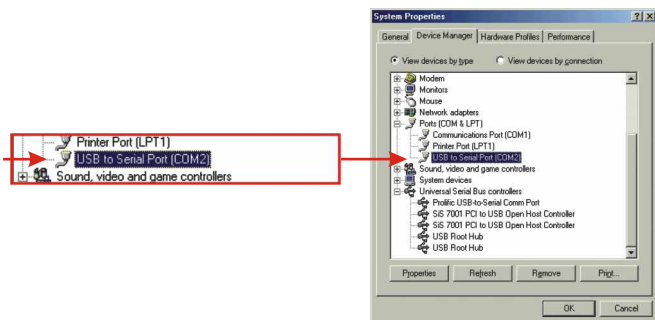 Printer Port (LPT1)
USB to Serial Port (COM2)
Sound, video and game controllers
System Properties
General Device Manager Hardware Profiles Performance
View devices by type View devices by connection
Modem
Monitors
Mouse
Network adapters
Ports (COM & LPT)
Communications Port (COM1)
Printer Port (LPT1)
USB to Serial Port (COM2)
Sound, video and game controllers
System devices
Universal Serial Bus controllers
Prolific USB-to-Serial Comm Port
SiS 7001 PCI to USB Open Host Controller
SiS 7001 PCI to USB Open Host Controller
USB Root Hub
USB Root Hub
Properties Refresh Remove Print...
OK Cancel